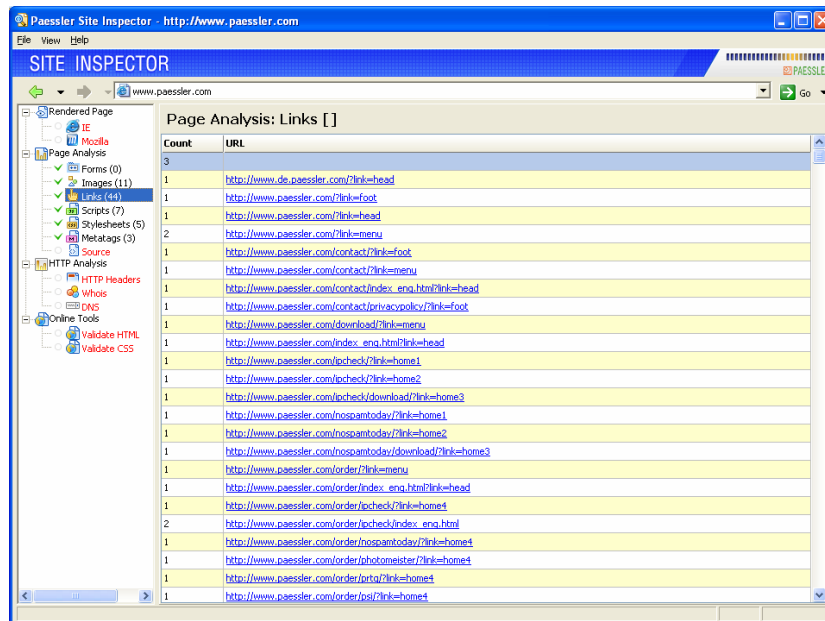 Paessler Site Inspector - http://www.paessler.com
File View Help
SITE INSPECTOR
PAESSLE
www.paessler.com
Go
Rendered Page
IE
Mozilla
Page Analysis
Forms (0)
Images (11)
Links (44)
Scripts (7)
Stylesheets (5)
Metatags (3)
Source
HTTP Analysis
HTTP Headers
Whois
DNS
Online Tools
Validate HTML
Validate CSS
Page Analysis: Links []
Count URL
3
1 http://www.de.paessler.com/?link=head
1 http://www.paessler.com/?link=foot
1 http://www.paessler.com/?link=head
2 http://www.paessler.com/?link=menu
1 http://www.paessler.com/contact/?link=foot
1 http://www.paessler.com/contact/?link=menu
1 http://www.paessler.com/contact/index_eng.html?link=head
1 http://www.paessler.com/contact/privacypolicy/?link=foot
1 http://www.paessler.com/download/?link=menu
1 http://www.paessler.com/index_eng.html?link=head
1 http://www.paessler.com/ipcheck/?link=home1
1 http://www.paessler.com/ipcheck/?link=home2
1 http://www.paessler.com/ipcheck/download/?link=home3
1 http://www.paessler.com/nospamtoday/?link=home1
1 http://www.paessler.com/nospamtoday/?link=home2
1 http://www.paessler.com/nospamtoday/download/?link=home3
1 http://www.paessler.com/order/?link=menu
1 http://www.paessler.com/order/index_eng.html?link=head
1 http://www.paessler.com/order/ipcheck/?link=home4
2 http://www.paessler.com/order/ipcheck/index_eng.html
1 http://www.paessler.com/order/nospamtoday/?link=home4
1 http://www.paessler.com/order/photomeister/?link=home4
1 http://www.paessler.com/order/prtg/?link=home4
1 http://www.paessler.com/order/psi/?link=home4